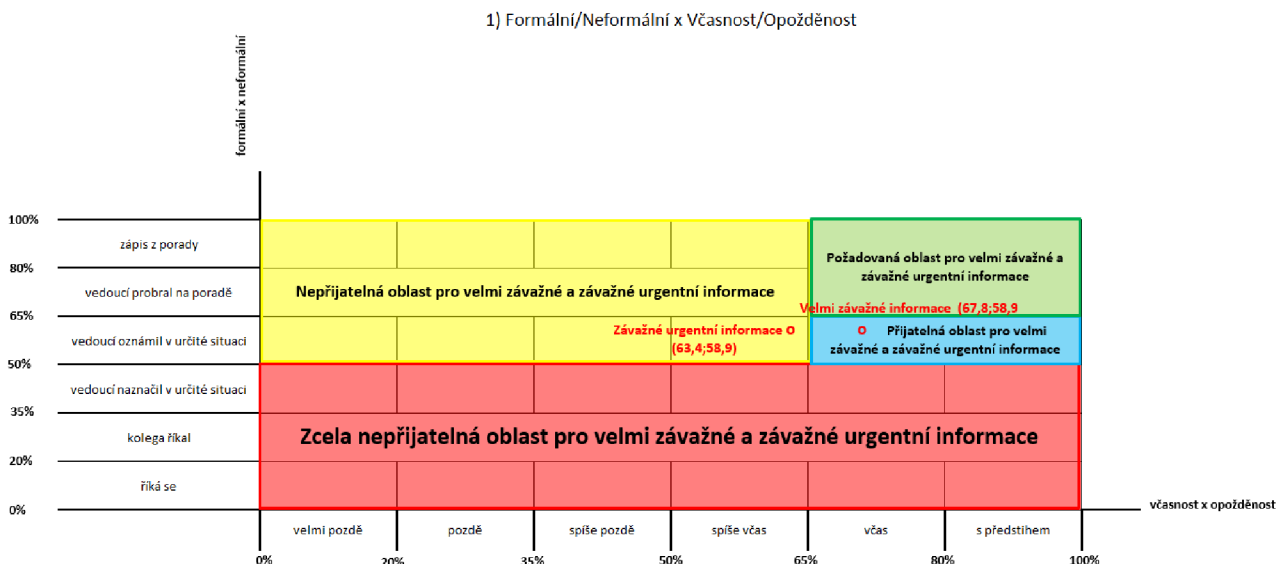 1) Formální/Neformální x Včasnost/Opožděnost
formální x neformální
100%
zápis z porady
Požadovaná oblast pro velmi závažné a
závažné urgentní informace
80%
vedoucí probral na poradě
Nepřijatelná oblast pro velmi závažné a závažné urgentní informace
Velmi závažné informace (67,8;58,9
65%
vedoucí oznámil v určité situaci
Závažné urgentní informace O
(63,4;58,9)
O Přijatelná oblast pro velmi
závažné a závažné urgentní informace
50%
vedoucí naznačil v určité situaci
35%
kolega říkal
Zcela nepřijatelná oblast pro velmi závažné a závažné urgentní informace
20%
říká se
0%
včasnost x opožděnost
velmi pozdě
pozdě
spíše pozdě
spíše včas
včas
s předstihem
0%
20%
35%
50%
65%
80%
100%